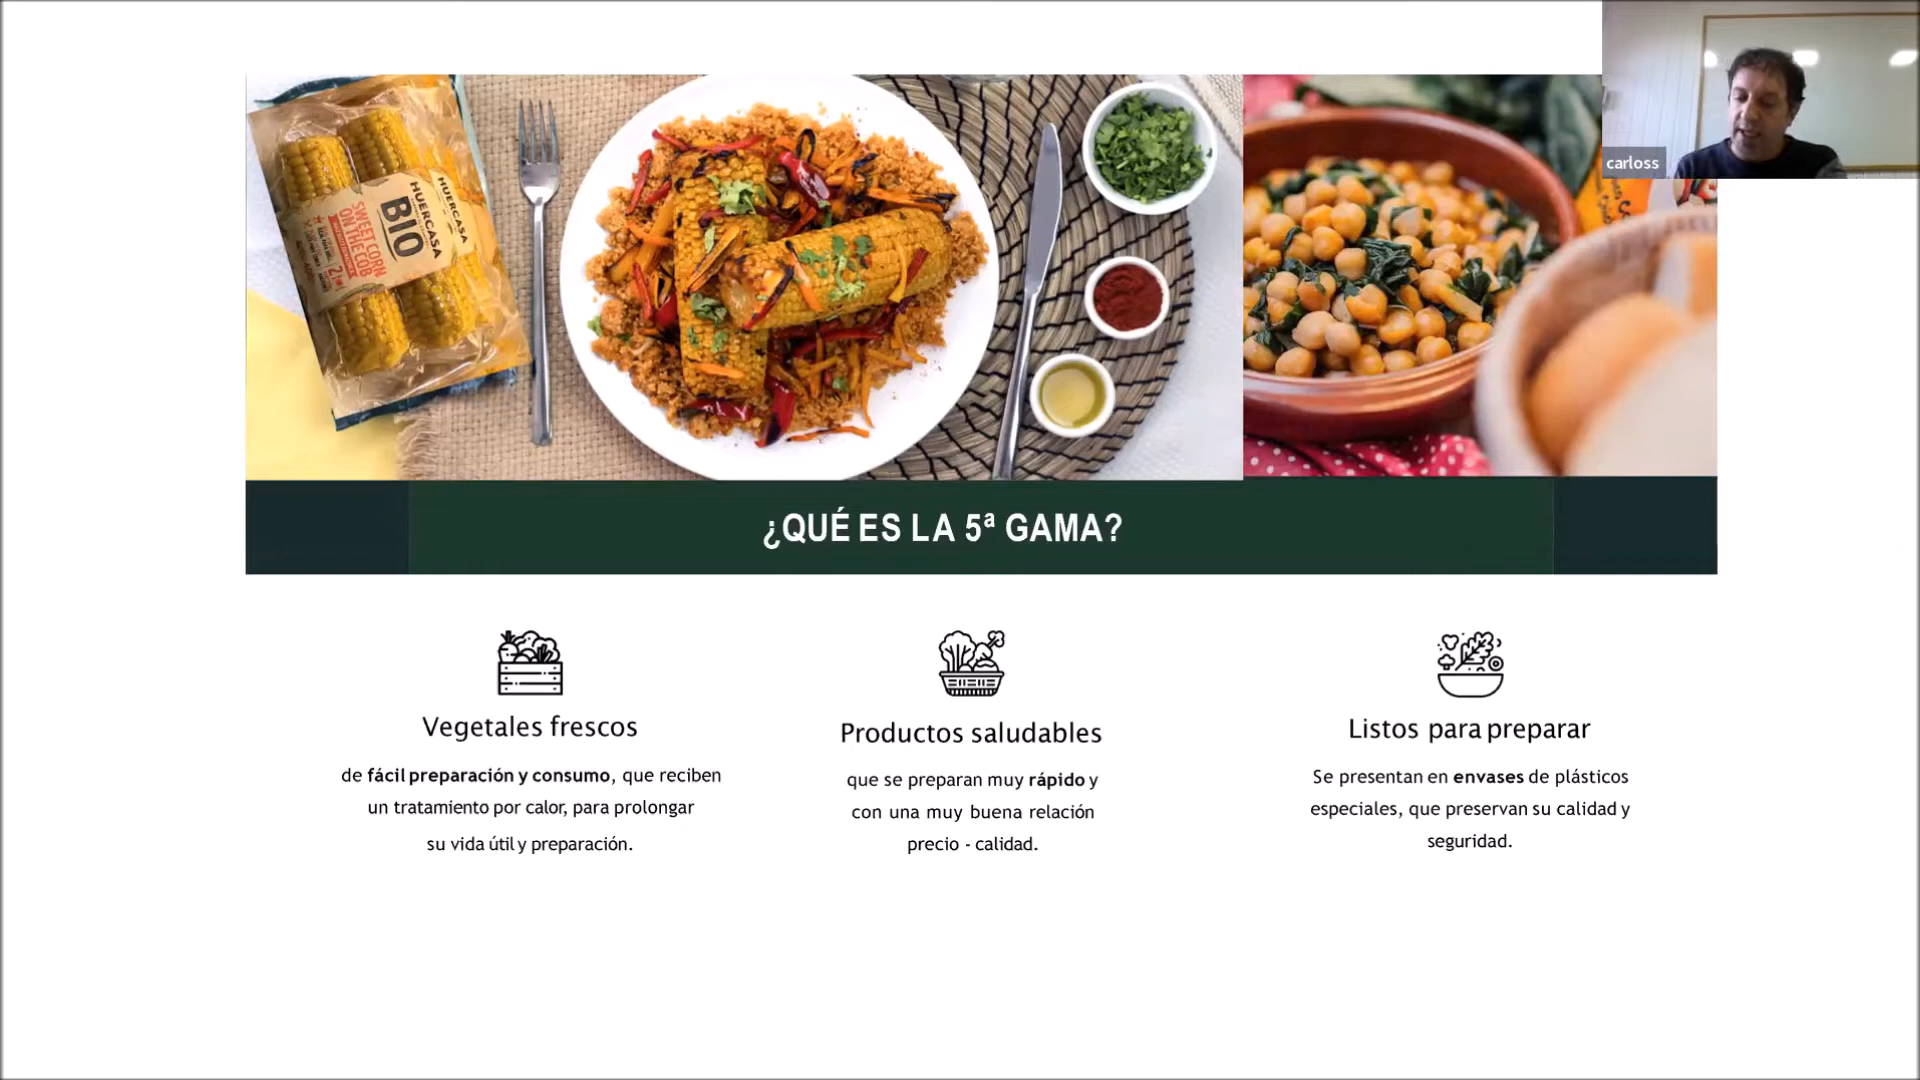 carloss
HUERCASA
HUERCASA
BIO
SWEET CORN
ON THE COB
¿QUÉ ES LA 5ª GAMA?
Vegetales frescos
de fácil preparación y consumo, que reciben
un tratamiento por calor, para prolongar
su vida útil y preparación.
Productos saludables
que se preparan muy rápido y
con una muy buena relación
precio - calidad.
Listos para preparar
Se presentan en envases de plásticos
especiales, que preservan su calidad y
seguridad.